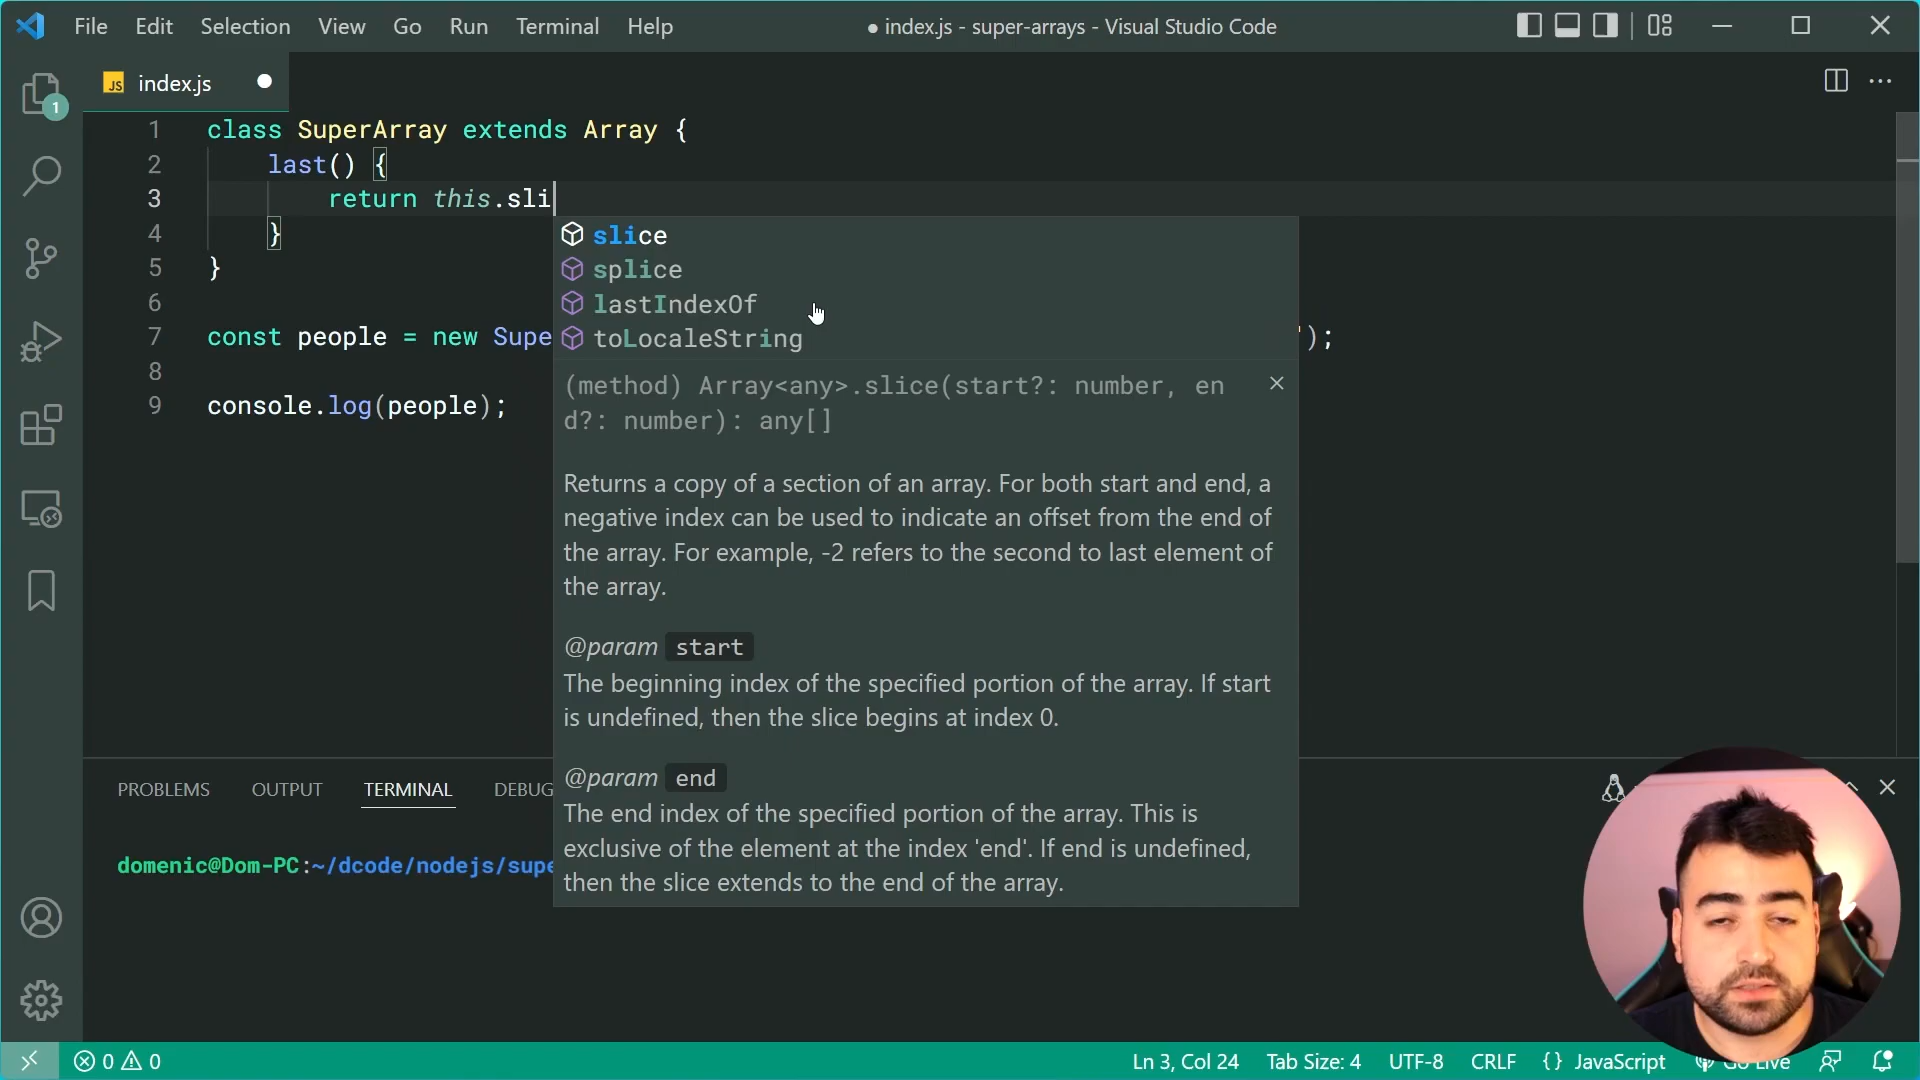 File Edit Selection View Go Run Terminal Help
● index.js - super-arrays - Visual Studio Code
1
JS index.js
1 class SuperArray extends Array {
2 last() {
3 return this.sli
4 }
5 }
6
7 const people = new Supe
');
8
9 console.log(people);
slice
splice
lastIndexOf
toLocaleString
(method) Array<any>.slice(start?: number, en
d?: number): any[]
Returns a copy of a section of an array. For both start and end, a
negative index can be used to indicate an offset from the end of
the array. For example, -2 refers to the second to last element of
the array.
@param start
The beginning index of the specified portion of the array. If start
is undefined, then the slice begins at index 0.
@param end
The end index of the specified portion of the array. This is
exclusive of the element at the index 'end'. If end is undefined,
then the slice extends to the end of the array.
PROBLEMS OUTPUT TERMINAL DEBUG
domenic@Dom-PC:~/dcode/nodejs/supe
0 0
Ln 3, Col 24 Tab Size: 4 UTF-8 CRLF {} JavaScript Go Live